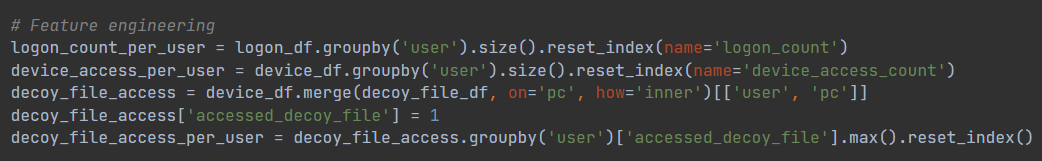 # Feature engineering
logon_count_per_user = logon_df.groupby('user').size().reset_index(name='logon_count')
device_access_per_user = device_df.groupby('user').size().reset_index(name='device_access_count')
decoy_file_access = device_df.merge(decoy_file_df, on='pc', how='inner')[['user', 'pc']]
decoy_file_access['accessed_decoy_file'] = 1
decoy_file_access_per_user = decoy_file_access.groupby('user')['accessed_decoy_file'].max().reset_index()